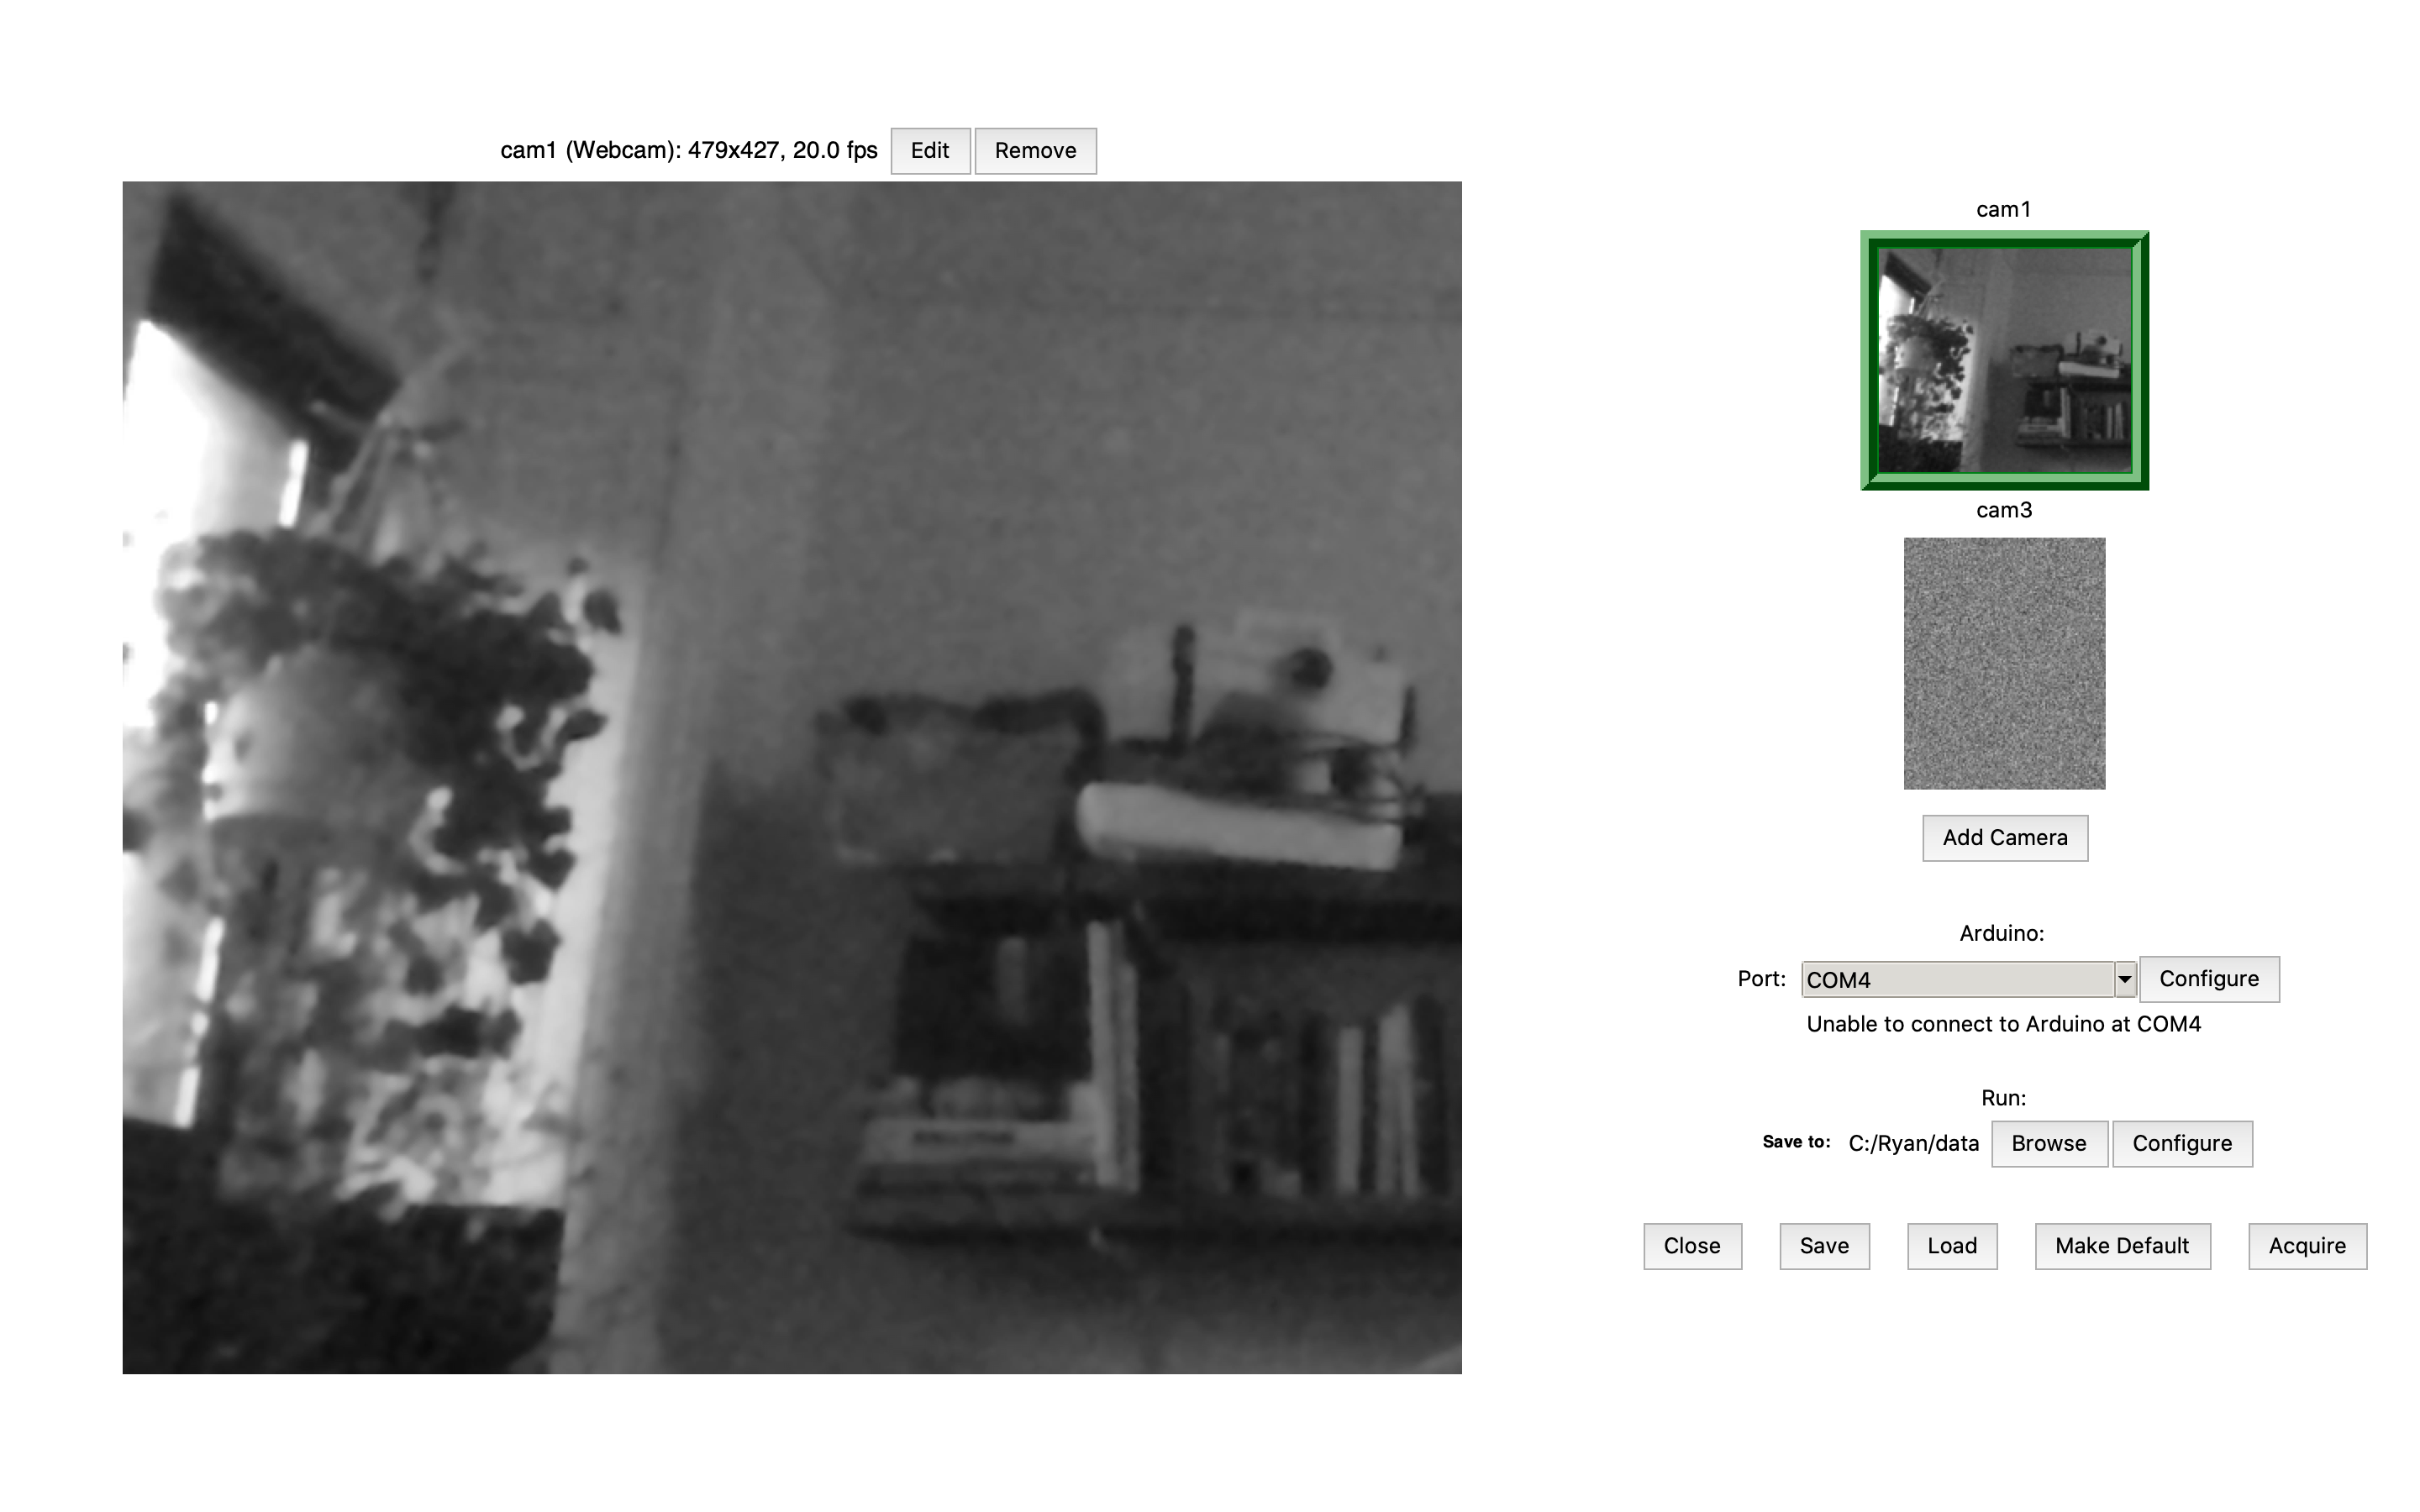 cam1 (Webcam): 479x427, 20.0 fps Edit Remove
cam1
cam3
Add Camera
Arduino:
Port: COM4 Configure
Unable to connect to Arduino at COM4
Run:
Save to: C:/Ryan/data Browse Configure
Close Save Load Make Default Acquire